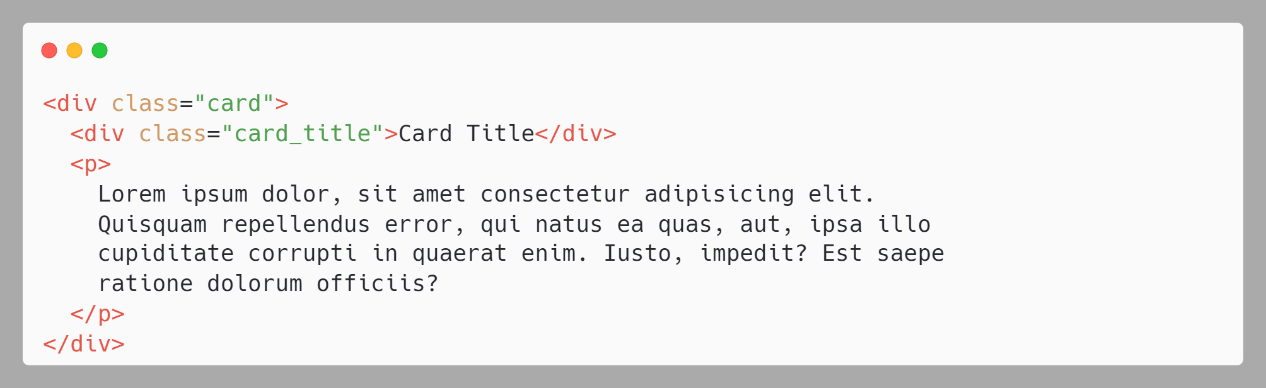 <div class="card">
  <div class="card_title">Card Title</div>
  <p>
    Lorem ipsum dolor, sit amet consectetur adipisicing elit.
    Quisquam repellendus error, qui natus ea quas, aut, ipsa illo
    cupiditate corrupti in quaerat enim. Iusto, impedit? Est saepe
    ratione dolorum officiis?
  </p>
</div>